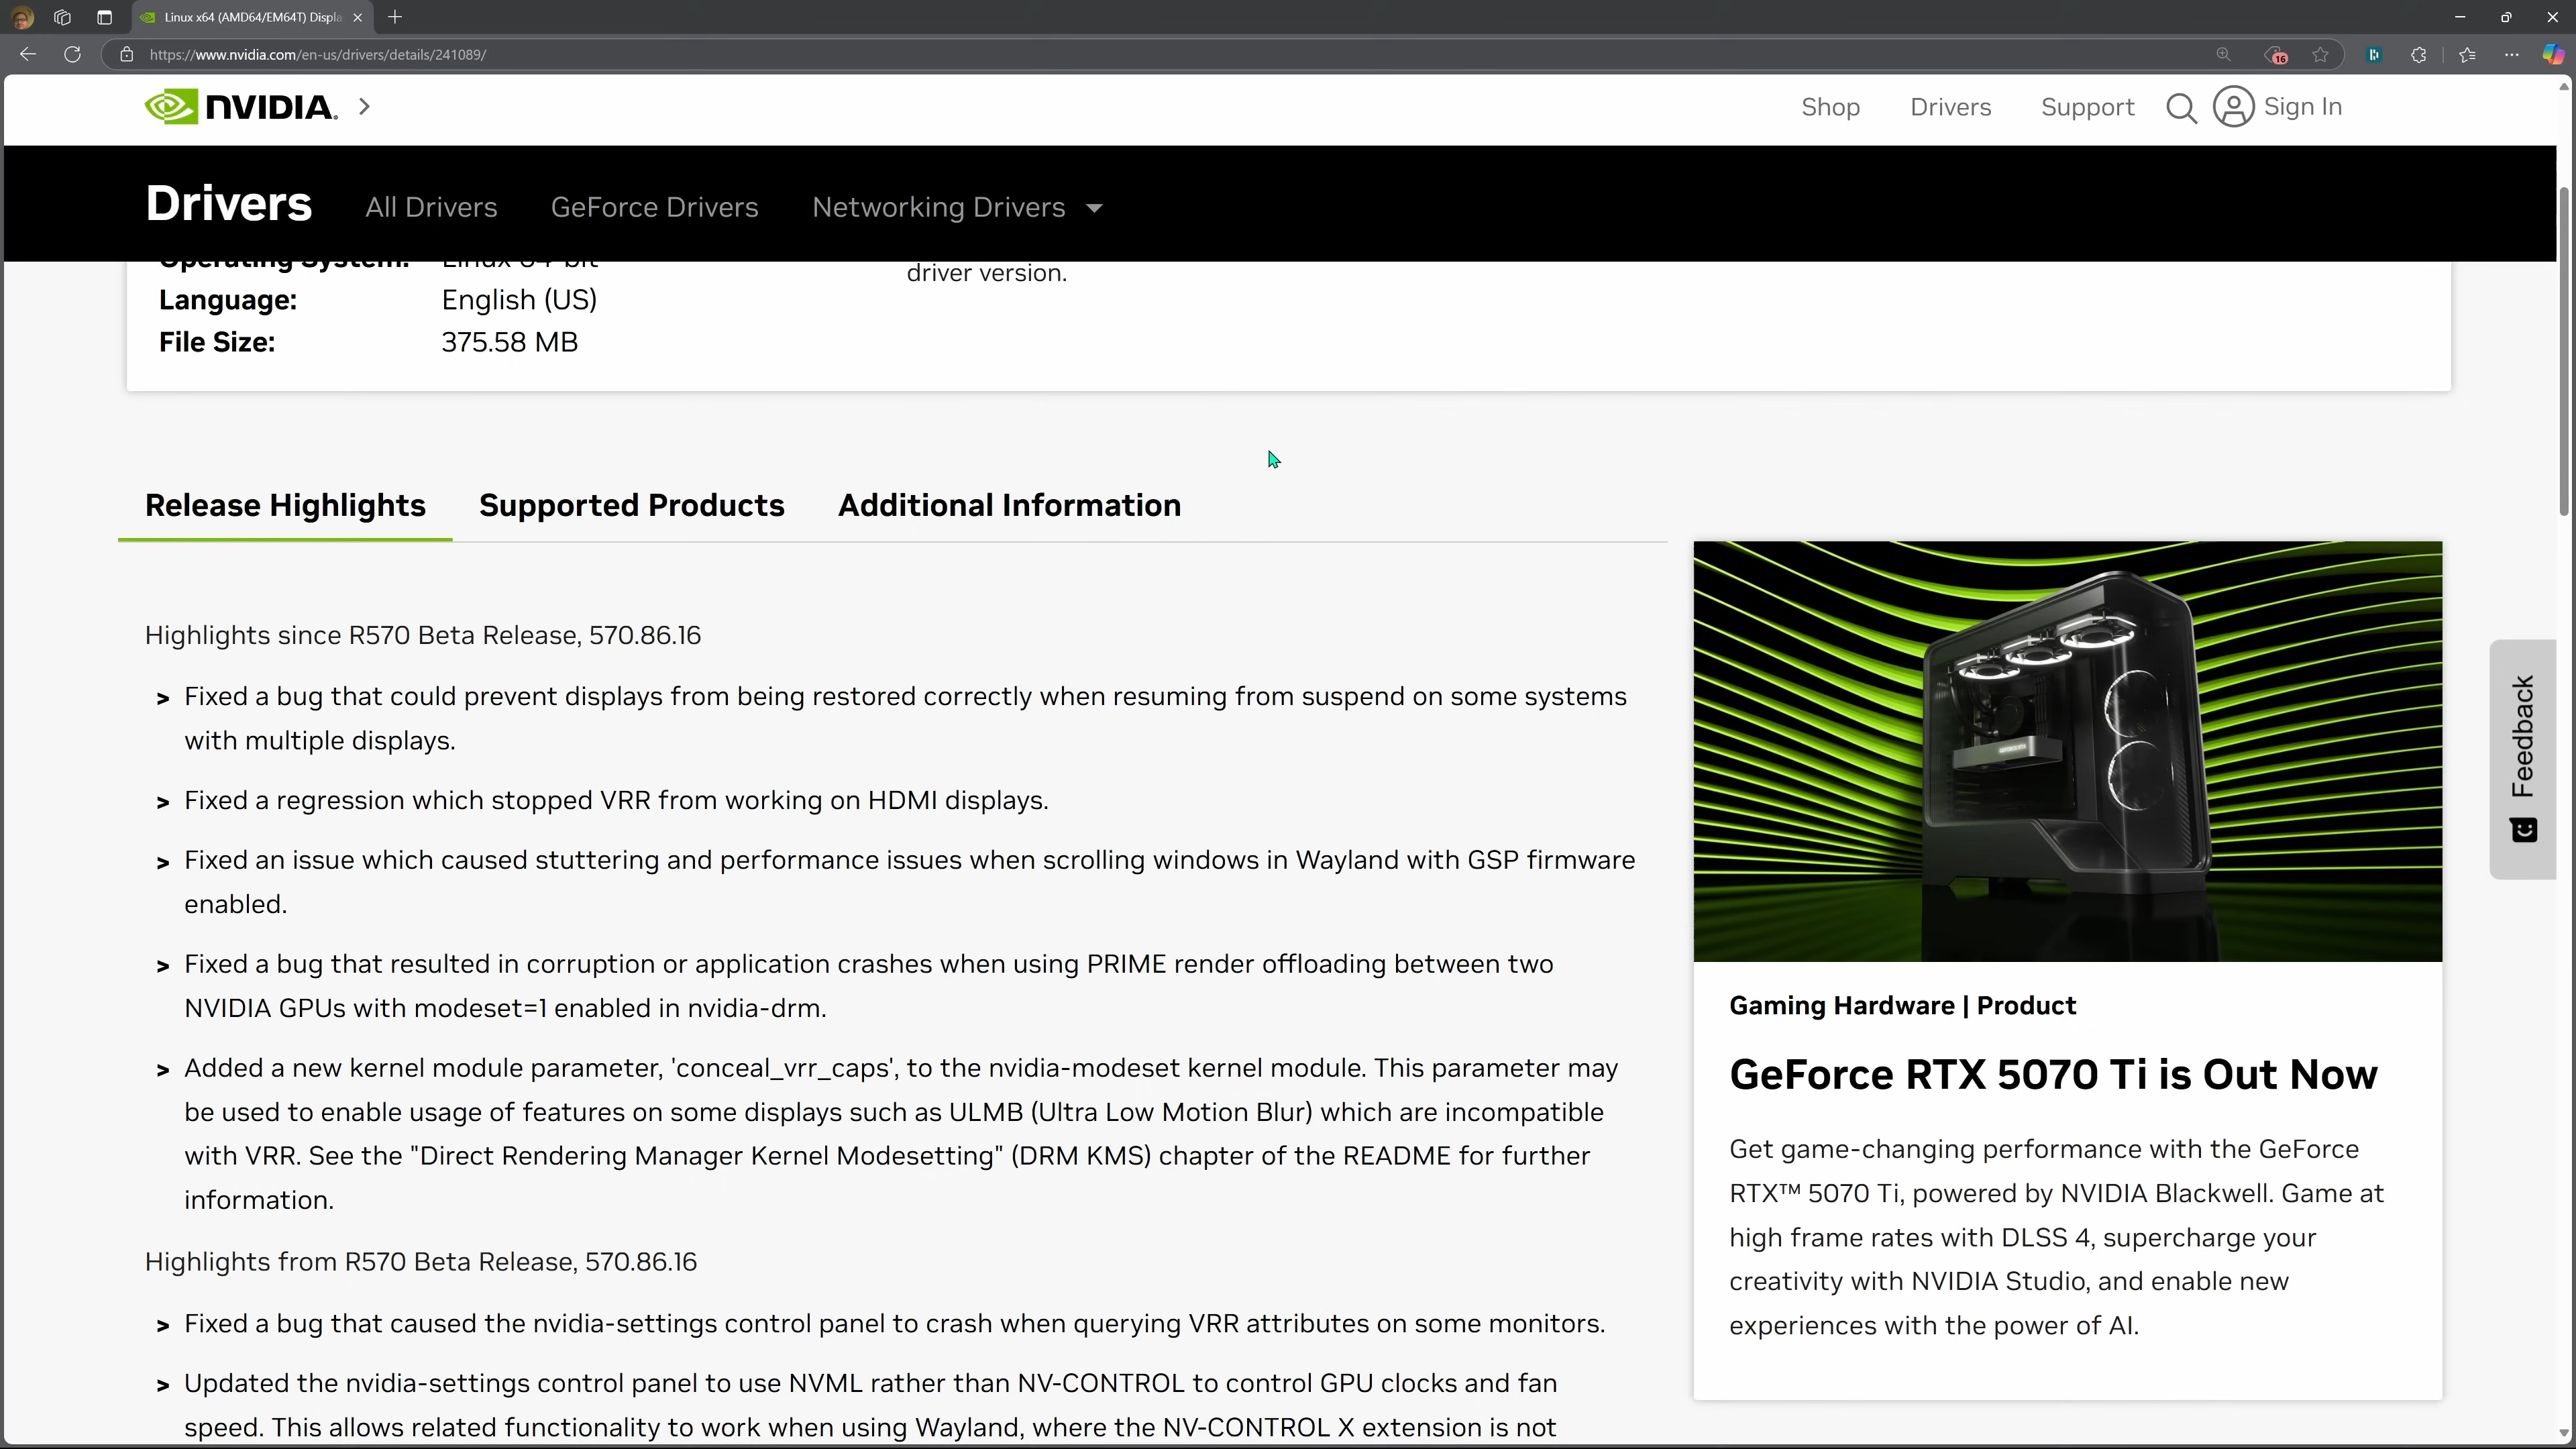 Linux x64 (AMD64/EM64T) Displa
https://www.nvidia.com/en-us/drivers/details/241089/
16
NVIDIA.
Shop
Drivers
Support
Sign In
Drivers
All Drivers
GeForce Drivers
Networking Drivers
Operating System: Linux 64-bit
driver version.
Language: English (US)
File Size: 375.58 MB
Release Highlights
Supported Products
Additional Information
Highlights since R570 Beta Release, 570.86.16
> Fixed a bug that could prevent displays from being restored correctly when resuming from suspend on some systems
with multiple displays.
> Fixed a regression which stopped VRR from working on HDMI displays.
> Fixed an issue which caused stuttering and performance issues when scrolling windows in Wayland with GSP firmware
enabled.
> Fixed a bug that resulted in corruption or application crashes when using PRIME render offloading between two
NVIDIA GPUs with modeset=1 enabled in nvidia-drm.
> Added a new kernel module parameter, 'conceal_vrr_caps', to the nvidia-modeset kernel module. This parameter may
be used to enable usage of features on some displays such as ULMB (Ultra Low Motion Blur) which are incompatible
with VRR. See the "Direct Rendering Manager Kernel Modesetting" (DRM KMS) chapter of the README for further
information.
Highlights from R570 Beta Release, 570.86.16
> Fixed a bug that caused the nvidia-settings control panel to crash when querying VRR attributes on some monitors.
> Updated the nvidia-settings control panel to use NVML rather than NV-CONTROL to control GPU clocks and fan
speed. This allows related functionality to work when using Wayland, where the NV-CONTROL X extension is not
GEFORCE RTX
Gaming Hardware | Product
GeForce RTX 5070 Ti is Out Now
Get game-changing performance with the GeForce
RTX™ 5070 Ti, powered by NVIDIA Blackwell. Game at
high frame rates with DLSS 4, supercharge your
creativity with NVIDIA Studio, and enable new
experiences with the power of AI.
Feedback